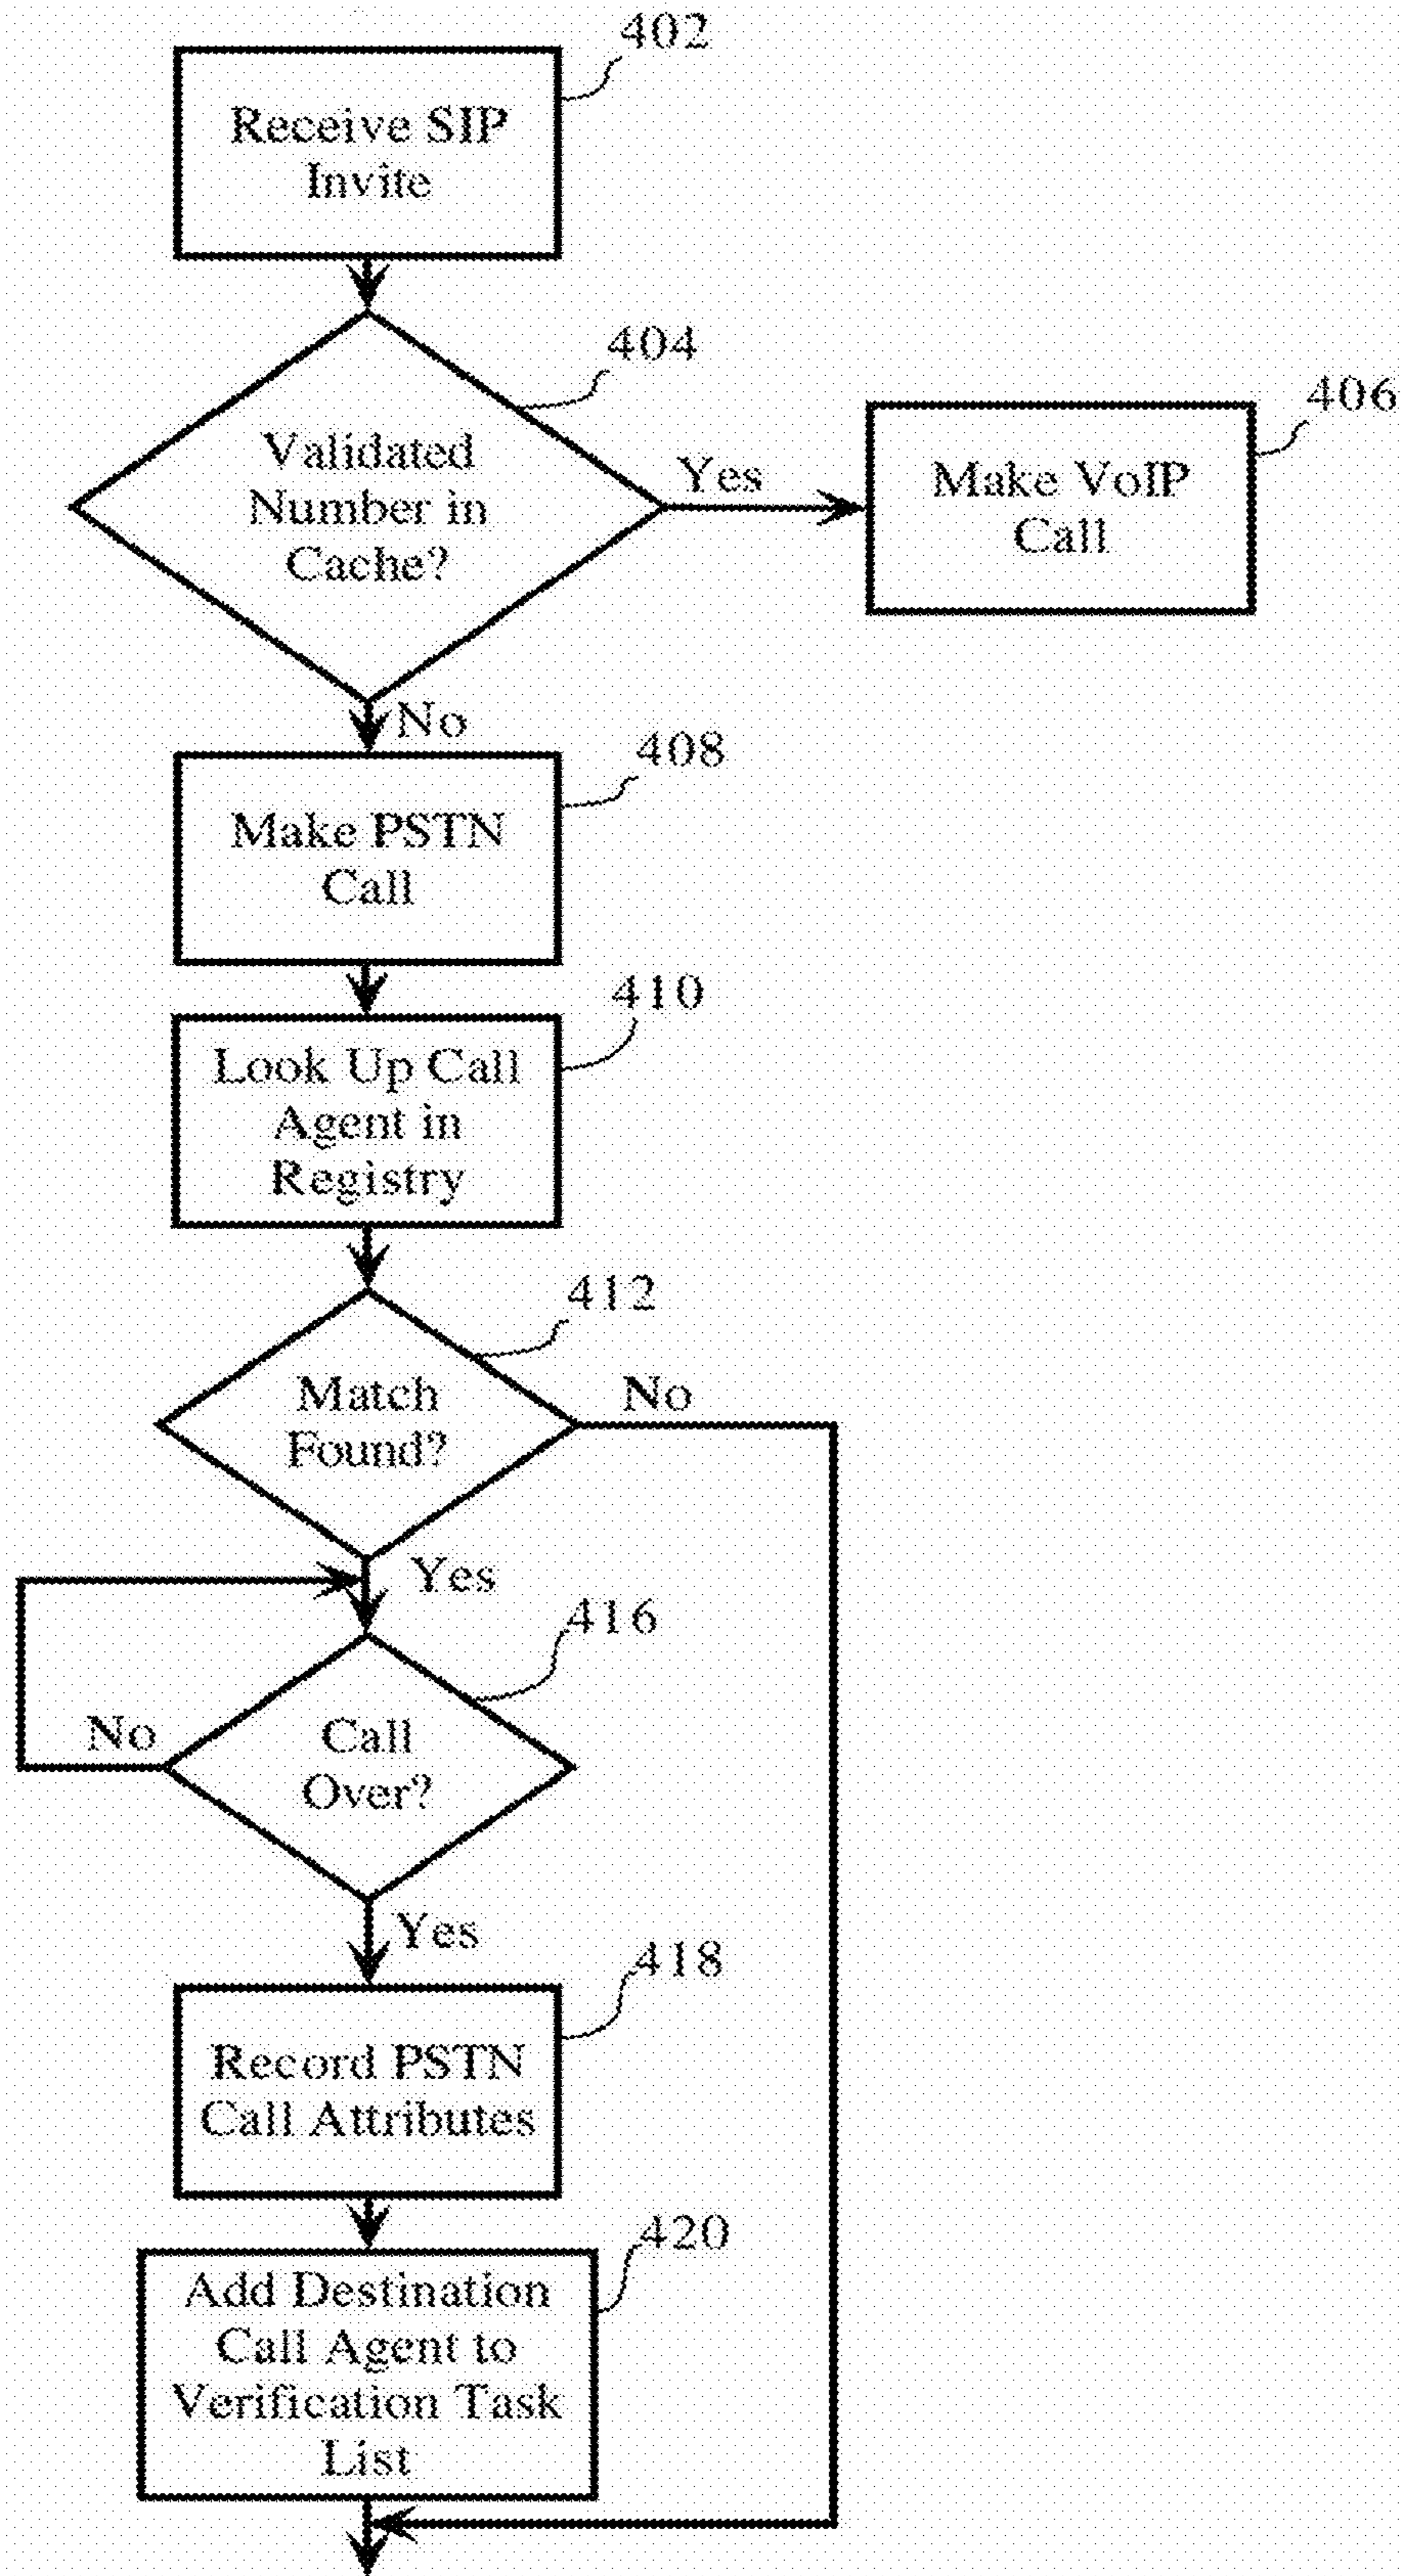 402
Receive SIP
Invite
404
Validated
Number in
Cache?
Yes
406
Make VoIP
Call
No
408
Make PSTN
Call
410
Look Up Call
Agent in
Registry
412
Match
Found?
No
Yes
416
Call
Over?
No
Yes
418
Record PSTN
Call Attributes
420
Add Destination
Call Agent to
Verification Task
List